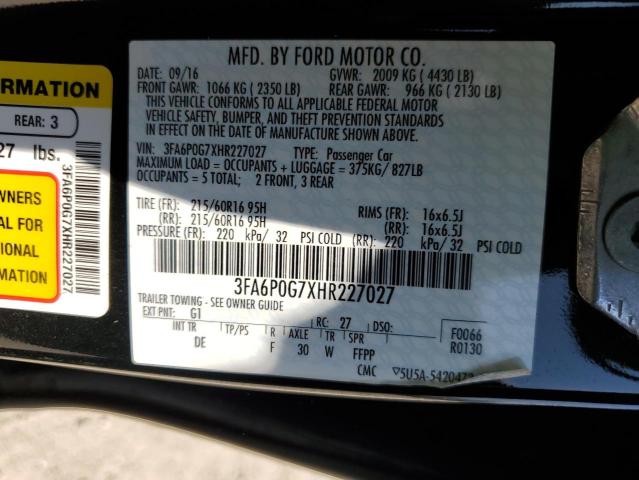 MFD. BY FORD MOTOR CO.
DATE: 09/16 GVWR: 2009 KG ( 4430 LB)
FRONT GAWR: 1066 KG ( 2350 LB) REAR GAWR: 966 KG ( 2130 LB)
THIS VEHICLE CONFORMS TO ALL APPLICABLE FEDERAL MOTOR
VEHICLE SAFETY, BUMPER, AND THEFT PREVENTION STANDARDS
IN EFFECT ON THE DATE OF MANUFACTURE SHOWN ABOVE.
VIN: 3FA6P0G7XHR227027 TYPE: Passenger Car
MAXIMUM LOAD = OCCUPANTS + LUGGAGE = 375KG/ 827LB
OCCUPANTS = 5 TOTAL; 2 FRONT, 3 REAR
TIRE (FR): 215/60R16 95H RIMS (FR): 16x6.5J
(RR): 215/60R16 95H (RR): 16x6.5J
PRESSURE (FR): 220 kPa/ 32 PSI COLD (RR): 220 kPa/ 32 PSI COLD
3FA6P0G7XHR227027
TRAILER TOWING - SEE OWNER GUIDE
EXT PNT: G1 RC: 27 DSO: F0066
INT TR TP/PS R AXLE TR SPR R0130
DE F 30 W FFPP
CMC
ORMATION
REAR: 3
27 lbs.
3FA6P0G7XHR227027
WNERS
AL FOR
IONAL
MATION